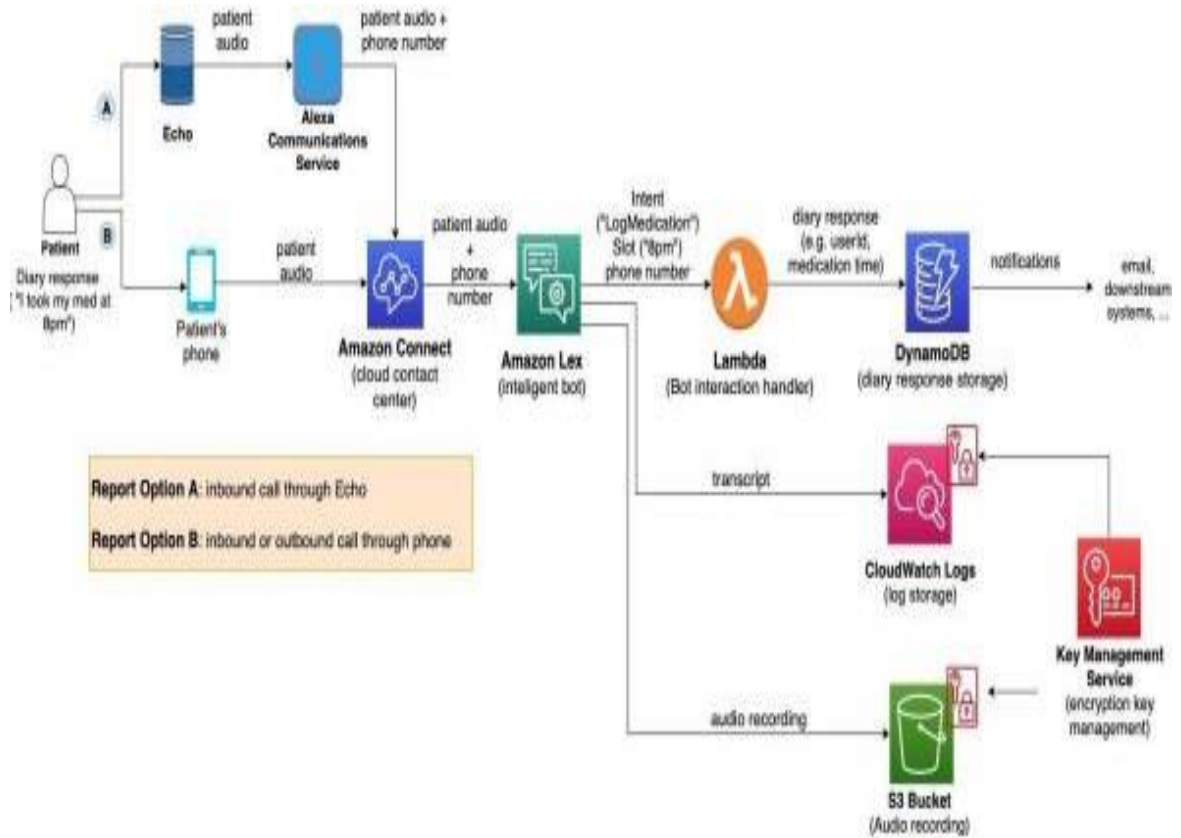 patient
audio
patient audio +
phone number
A
Echo
Alexa
Communications
Service
B
Patient
Diary response
"I took my med at
8pm")
Patient's
phone
patient
audio
Amazon Connect
(cloud contact
center)
patient audio
+
phone
number
Amazon Lex
(inteligent bot)
Intent
("LogMedication")
Slot ("8pm")
phone number
Lambda
(Bot interaction handler)
diary response
(e.g. userId,
medication time)
DynamoDB
(diary response storage)
notifications
email,
downstream
systems, ...
Report Option A: inbound call through Echo
Report Option B: inbound or outbound call through phone
transcript
CloudWatch Logs
(log storage)
Key Management
Service
(encryption key
management)
audio recording
S3 Bucket
(Audio recording)